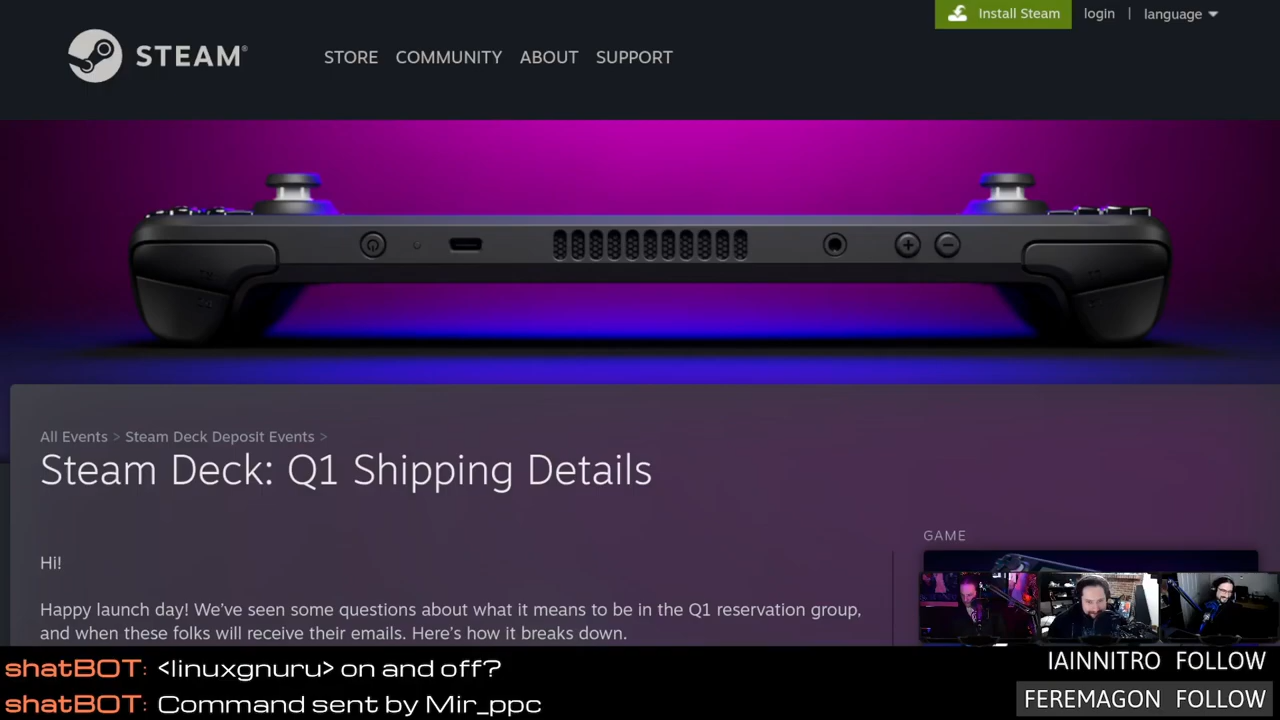 Install Steam
login | language
STEAM®
STORE COMMUNITY ABOUT SUPPORT
All Events > Steam Deck Deposit Events >
Steam Deck: Q1 Shipping Details
GAME
Hi!
Happy launch day! We’ve seen some questions about what it means to be in the Q1 reservation group,
and when these folks will receive their emails. Here’s how it breaks down.
shatBOT: <linuxgnuru> on and off?
shatBOT: Command sent by Mir_ppc
IAINNITRO FOLLOW
FEREMAGON FOLLOW